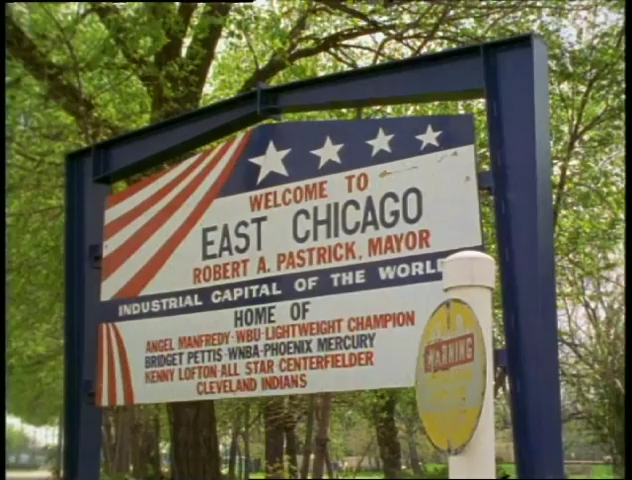 WELCOME TO
EAST CHICAGO
ROBERT A. PASTRICK, MAYOR
INDUSTRIAL CAPITAL OF THE WORLD
HOME OF
ANGEL MANFREDY-WBU-LIGHTWEIGHT CHAMPION
BRIDGET PETTIS-WNBA-PHOENIX MERCURY
KENNY LOFTON-ALL STAR-CENTERFIELDER
CLEVELAND INDIANS
WARNING